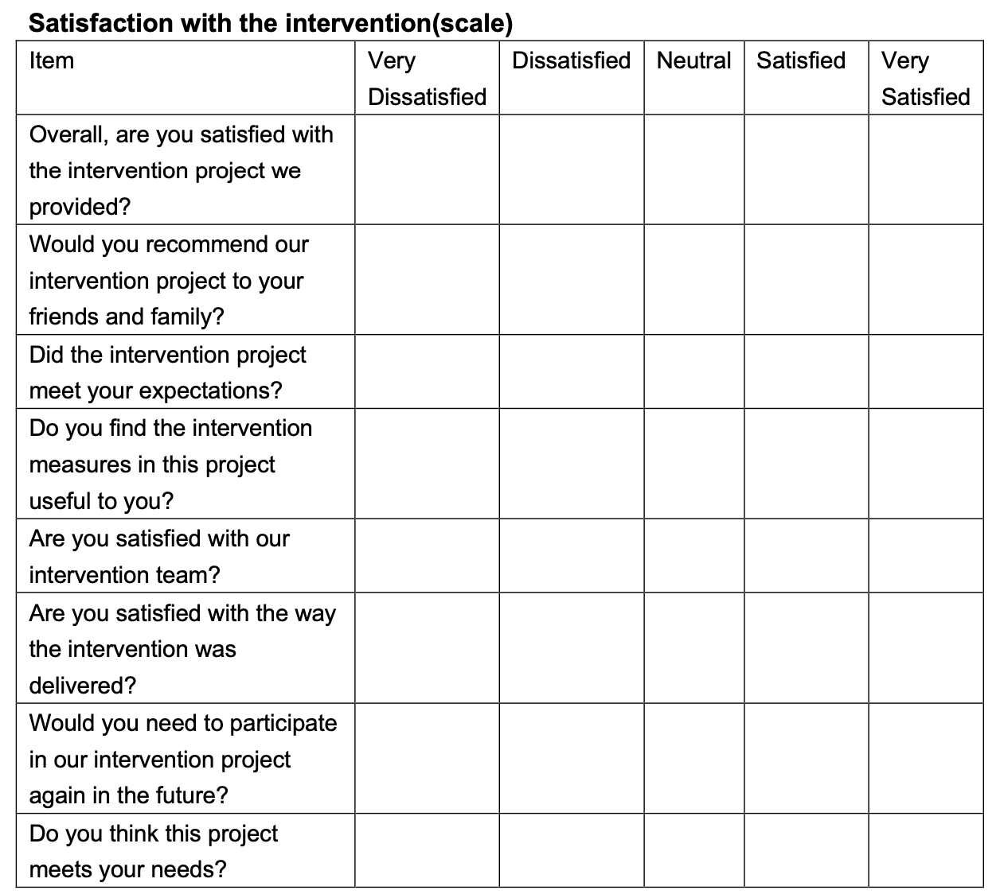 Satisfaction with the intervention(scale)
Item
Very
Dissatisfied
Dissatisfied
Neutral
Satisfied
Very
Satisfied
Overall, are you satisfied with
the intervention project we
provided?
Would you recommend our
intervention project to your
friends and family?
Did the intervention project
meet your expectations?
Do you find the intervention
measures in this project
useful to you?
Are you satisfied with our
intervention team?
Are you satisfied with the way
the intervention was
delivered?
Would you need to participate
in our intervention project
again in the future?
Do you think this project
meets your needs?